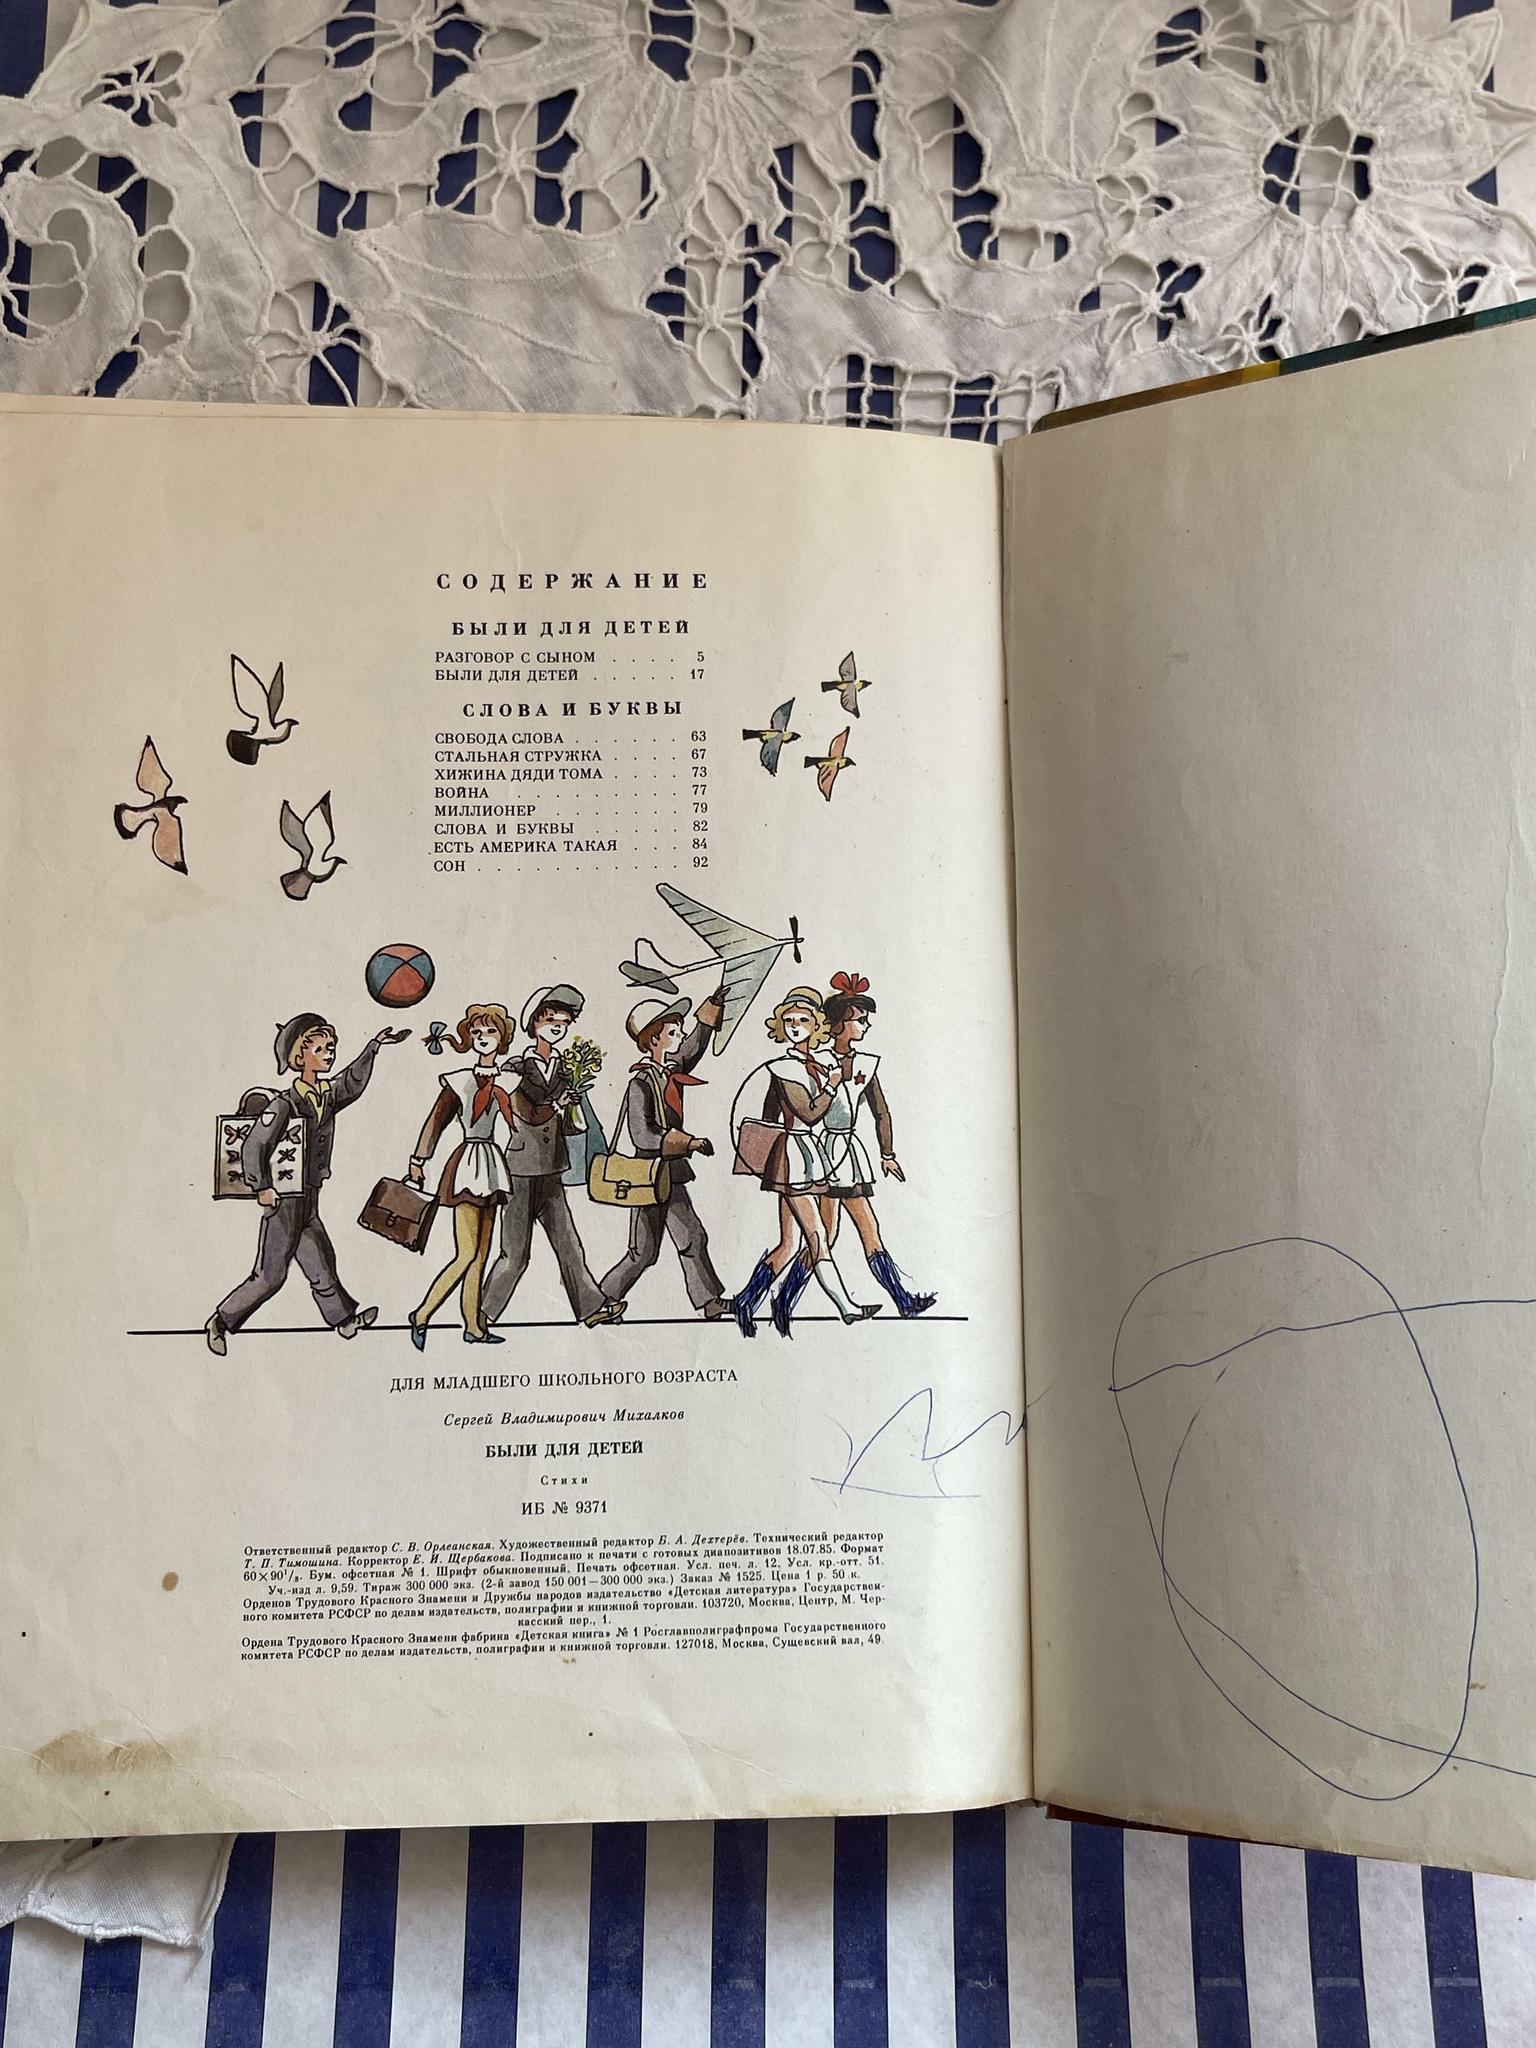 СОДЕРЖАНИЕ
БЫЛИ ДЛЯ ДЕТЕЙ
РАЗГОВОР С СЫНОМ . . . . 5
БЫЛИ ДЛЯ ДЕТЕЙ . . . . . 17
СЛОВА И БУКВЫ
СВОБОДА СЛОВА . . . . . . 63
СТАЛЬНАЯ СТРУЖКА . . . . 67
ХИЖИНА ДЯДИ ТОМА . . . . 73
ВОЙНА . . . . . . . . . 77
МИЛЛИОНЕР . . . . . . . 79
СЛОВА И БУКВЫ . . . . . 82
ЕСТЬ АМЕРИКА ТАКАЯ . . . 84
СОН . . . . . . . . . . . 92
ДЛЯ МЛАДШЕГО ШКОЛЬНОГО ВОЗРАСТА
Сергей Владимирович Михалков
БЫЛИ ДЛЯ ДЕТЕЙ
Стихи
ИБ № 9371
Ответственный редактор С. В. Орлеанская. Художественный редактор Б. А. Дехтерёв. Технический редактор
Т. П. Тимошина. Корректор Е. И. Щербакова. Подписано к печати с готовых диапозитивов 18.07.85. Формат
60×90¹/₈. Бум. офсетная № 1. Шрифт обыкновенный. Печать офсетная. Усл. печ. л. 12. Усл. кр.-отт. 51.
Уч.-изд л. 9,59. Тираж 300 000 экз. (2-й завод 150 001—300 000 экз.) Заказ № 1525. Цена 1 р. 50 к.
Орденов Трудового Красного Знамени и Дружбы народов издательство «Детская литература» Государствен-
ного комитета РСФСР по делам издательств, полиграфии и книжной торговли. 103720, Москва, Центр, М. Чер-
касский пер., 1.
Ордена Трудового Красного Знамени фабрика «Детская книга» № 1 Росглавполиграфпрома Государственного
комитета РСФСР по делам издательств, полиграфии и книжной торговли. 127018, Москва, Сущевский вал, 49.